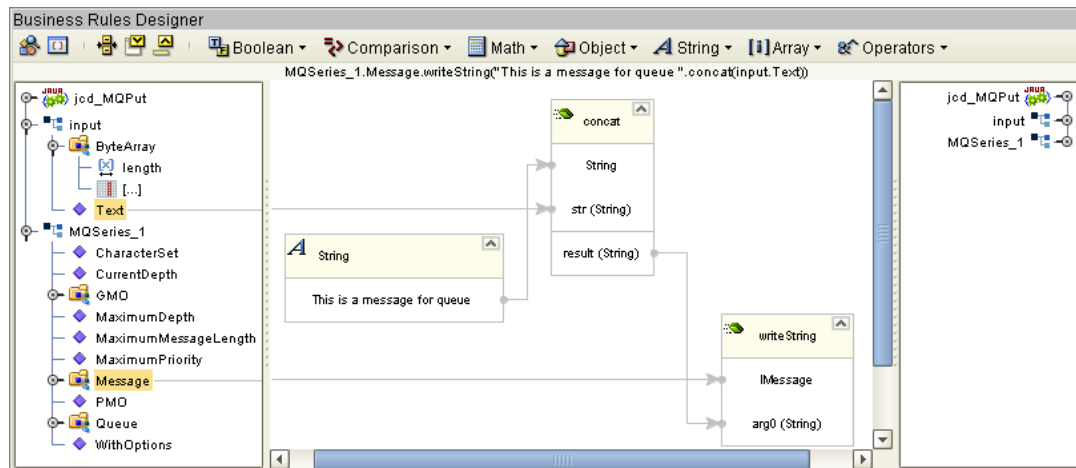 Business Rules Designer
Boolean Comparison Math Object String [i] Array Operators
MQSeries_1.Message.writeString("This is a message for queue ".concat(input.Text))
JAVA
jcd_MQPut
input
ByteArray
length
[...]
Text
MQSeries_1
CharacterSet
CurrentDepth
GMO
MaximumDepth
MaximumMessageLength
MaximumPriority
Message
PMO
Queue
WithOptions
concat
String
str (String)
result (String)
A String
This is a message for queue
writeString
IMessage
arg0 (String)
jcd_MQPut JAVA
input
MQSeries_1